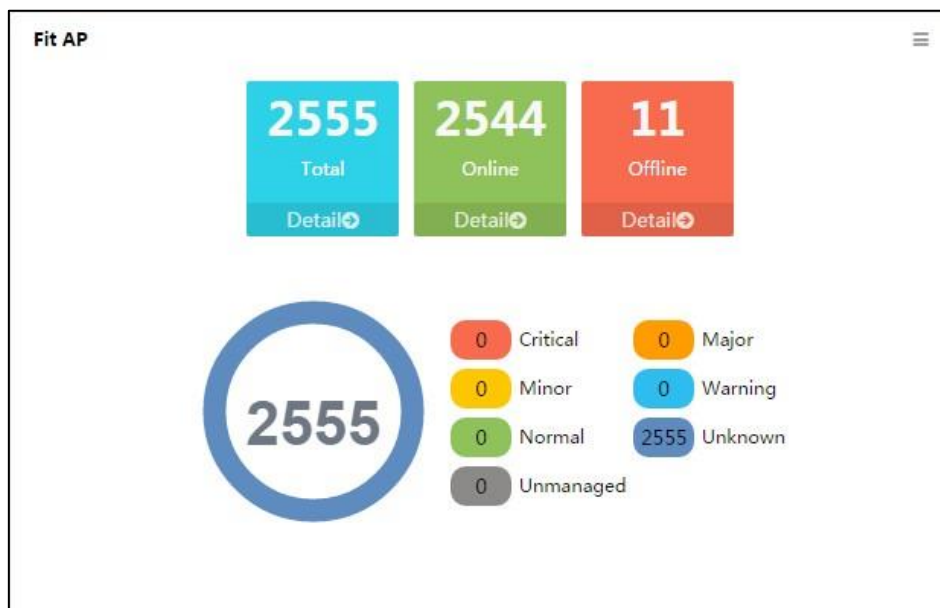 Fit AP
2555 2544 11
Total Online Offline
Detail Detail Detail
0 Critical 0 Major
0 Minor 0 Warning
2555
0 Normal 2555 Unknown
0 Unmanaged